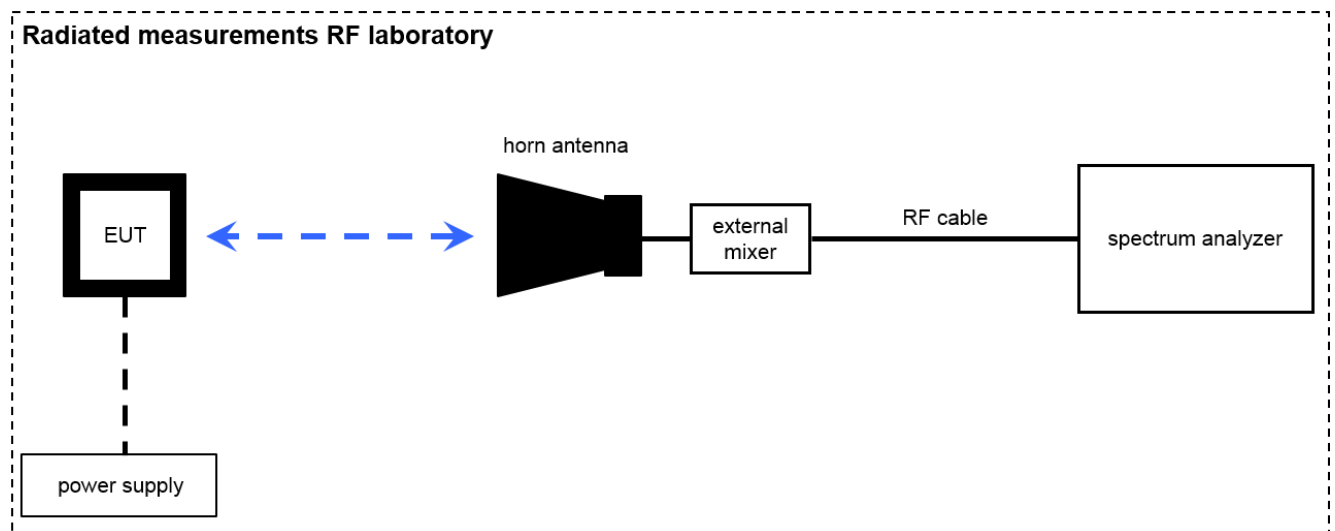 Radiated measurements RF laboratory
horn antenna
EUT
external
mixer
RF cable
spectrum analyzer
power supply